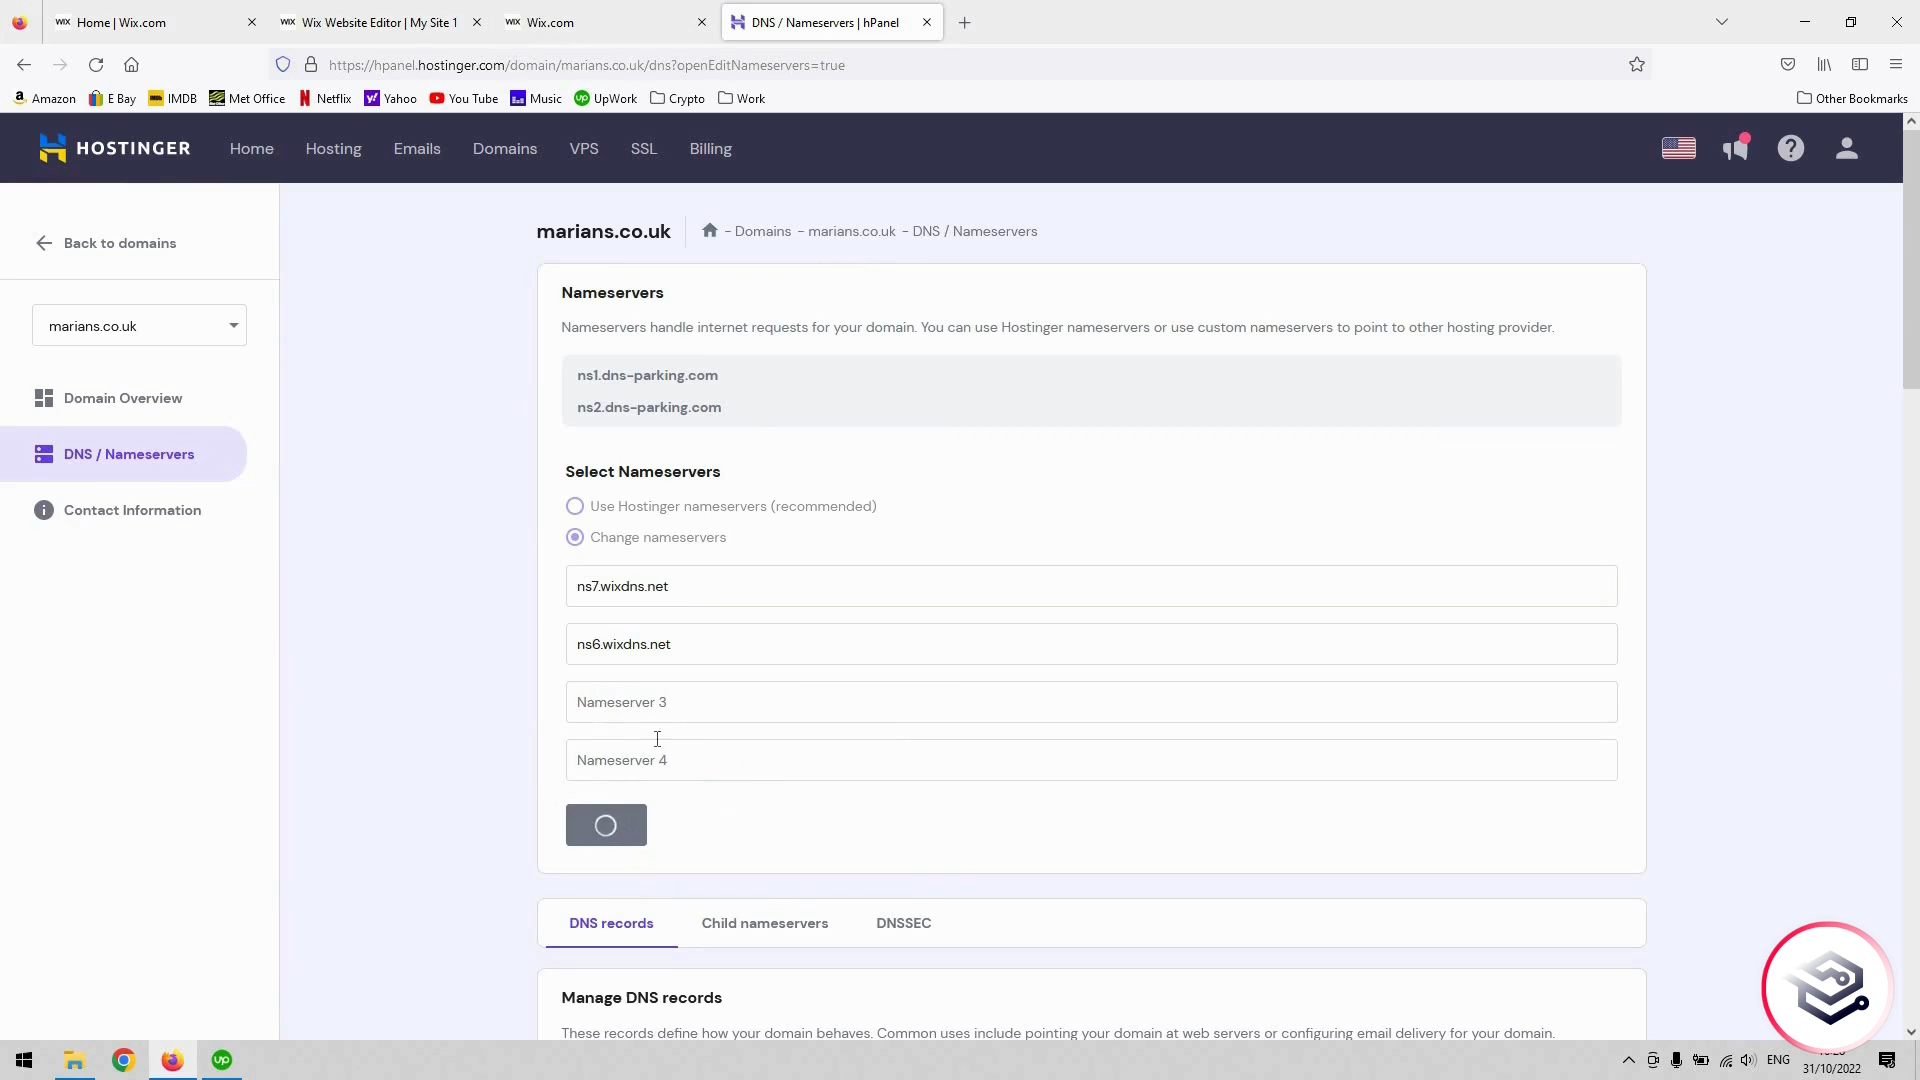 Home | Wix.com
Wix Website Editor | My Site 1
Wix.com
DNS / Nameservers | hPanel
https://hpanel.hostinger.com/domain/marians.co.uk/dns?openEditNameservers=true
Amazon
E Bay
IMDB
Met Office
Netflix
Yahoo
You Tube
Music
UpWork
Crypto
Work
Other Bookmarks
HOSTINGER
Home
Hosting
Emails
Domains
VPS
SSL
Billing
Back to domains
marians.co.uk
Domain Overview
DNS / Nameservers
Contact Information
marians.co.uk
- Domains - marians.co.uk - DNS / Nameservers
Nameservers
Nameservers handle internet requests for your domain. You can use Hostinger nameservers or use custom nameservers to point to other hosting provider.
ns1.dns-parking.com
ns2.dns-parking.com
Select Nameservers
Use Hostinger nameservers (recommended)
Change nameservers
ns7.wixdns.net
ns6.wixdns.net
Nameserver 3
Nameserver 4
DNS records
Child nameservers
DNSSEC
Manage DNS records
These records define how your domain behaves. Common uses include pointing your domain at web servers or configuring email delivery for your domain.
ENG
31/10/2022